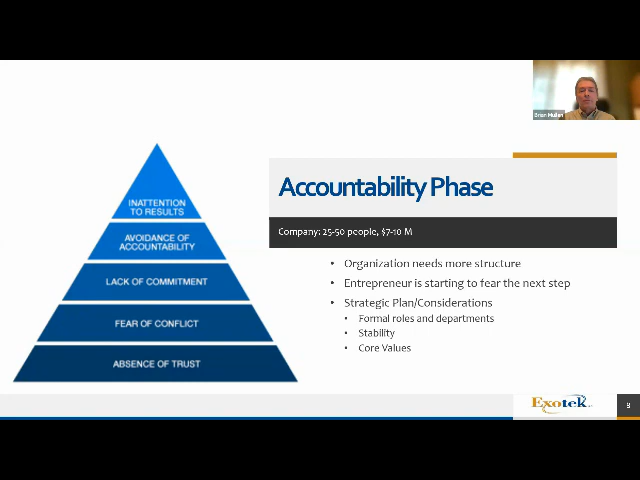 Brian Mullen
INATTENTION
TO RESULTS
AVOIDANCE OF
ACCOUNTABILITY
LACK OF COMMITMENT
FEAR OF CONFLICT
ABSENCE OF TRUST
Accountability Phase
Company: 25-50 people, $7-10 M
• Organization needs more structure
• Entrepreneur is starting to fear the next step
• Strategic Plan/Considerations
• Formal roles and departments
• Stability
• Core Values
Exotek
8